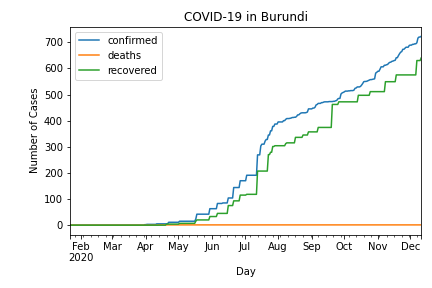 COVID-19 in Burundi
confirmed
deaths
recovered
Number of Cases
700
600
500
400
300
200
100
0
Feb Mar Apr May Jun Jul Aug Sep Oct Nov Dec
2020
Day